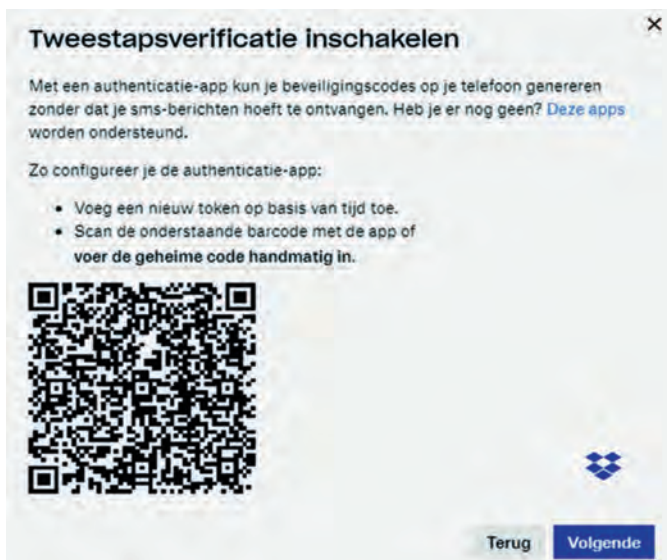 Tweestapsverificatie inschakelen
Met een authenticatie-app kun je beveiligingscodes op je telefoon genereren
zonder dat je sms-berichten hoeft te ontvangen. Heb je er nog geen? Deze apps
worden ondersteund.
Zo configureer je de authenticatie-app:
• Voeg een nieuw token op basis van tijd toe.
• Scan de onderstaande barcode met de app of
voer de geheime code handmatig in.
Terug Volgende